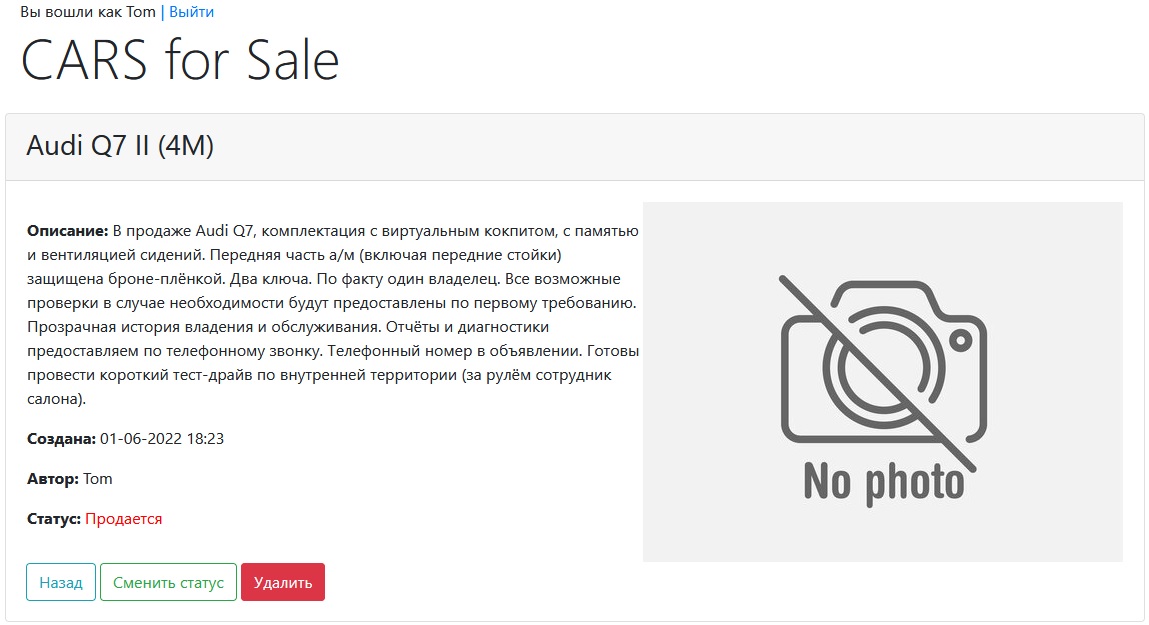 Вы вошли как Tom | Выйти
CARS for Sale
Audi Q7 II (4M)
Описание: В продаже Audi Q7, комплектация с виртуальным кокпитом, с памятью
и вентиляцией сидений. Передняя часть а/м (включая передние стойки)
защищена броне-плёнкой. Два ключа. По факту один владелец. Все возможные
проверки в случае необходимости будут предоставлены по первому требованию.
Прозрачная история владения и обслуживания. Отчёты и диагностики
предоставляем по телефонному звонку. Телефонный номер в объявлении. Готовы
провести короткий тест-драйв по внутренней территории (за рулём сотрудник
салона).
Создана: 01-06-2022 18:23
Автор: Tom
Статус: Продается
No photo
Назад Сменить статус Удалить